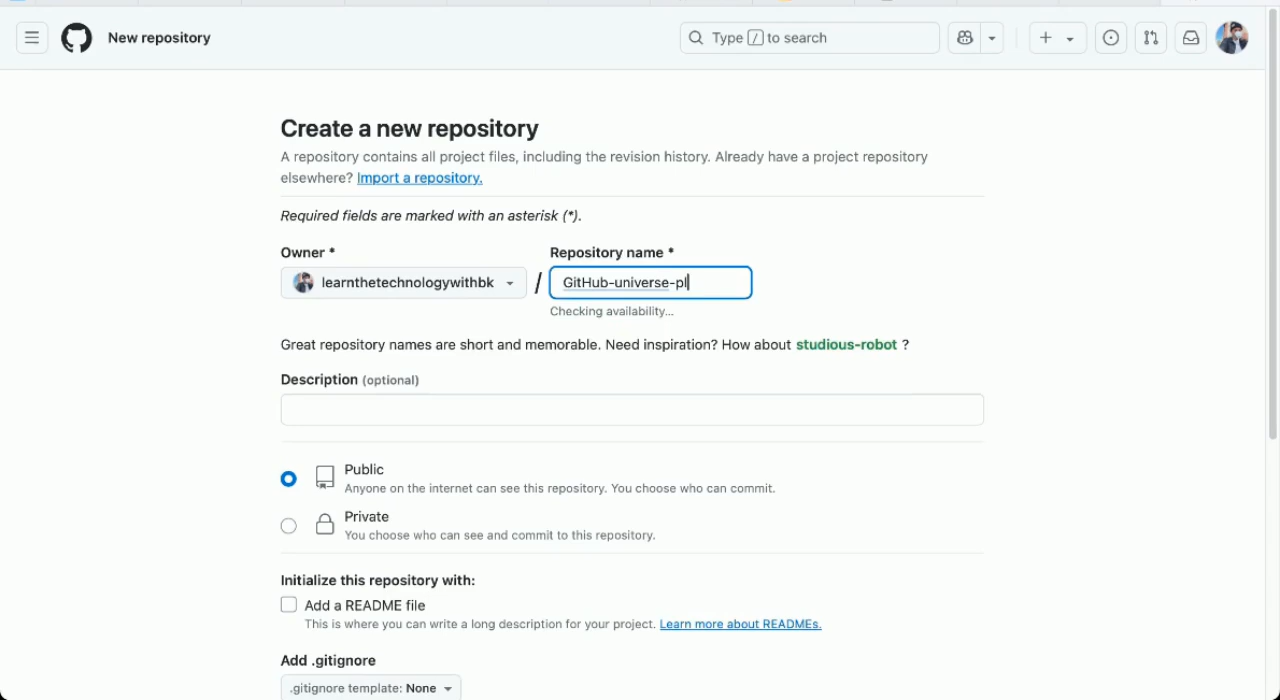 New repository
Type / to search
Create a new repository
A repository contains all project files, including the revision history. Already have a project repository
elsewhere? Import a repository.
Required fields are marked with an asterisk (*).
Owner *
Repository name *
learnthetechnologywithbk
/
GitHub-universe-pl
Checking availability...
Great repository names are short and memorable. Need inspiration? How about studious-robot ?
Description (optional)
Public
Anyone on the internet can see this repository. You choose who can commit.
Private
You choose who can see and commit to this repository.
Initialize this repository with:
Add a README file
This is where you can write a long description for your project. Learn more about READMEs.
Add .gitignore
.gitignore template: None